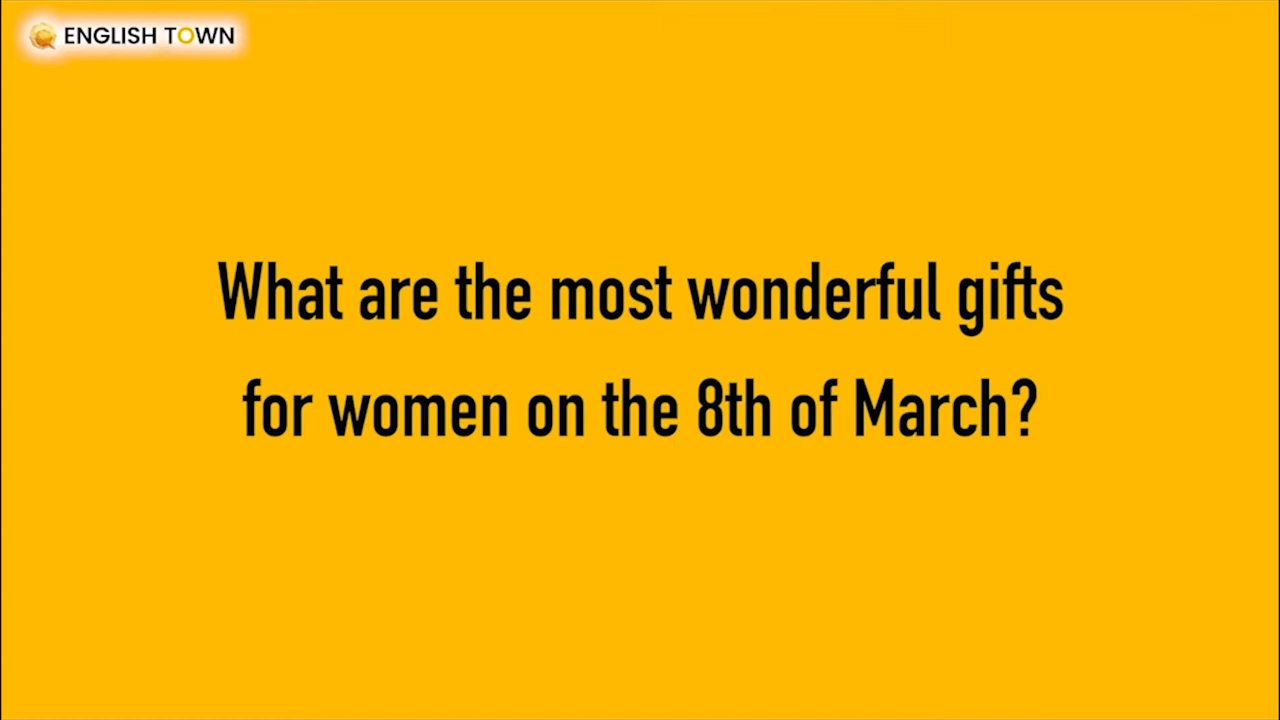 ENGLISH TOWN
What are the most wonderful gifts
for women on the 8th of March?